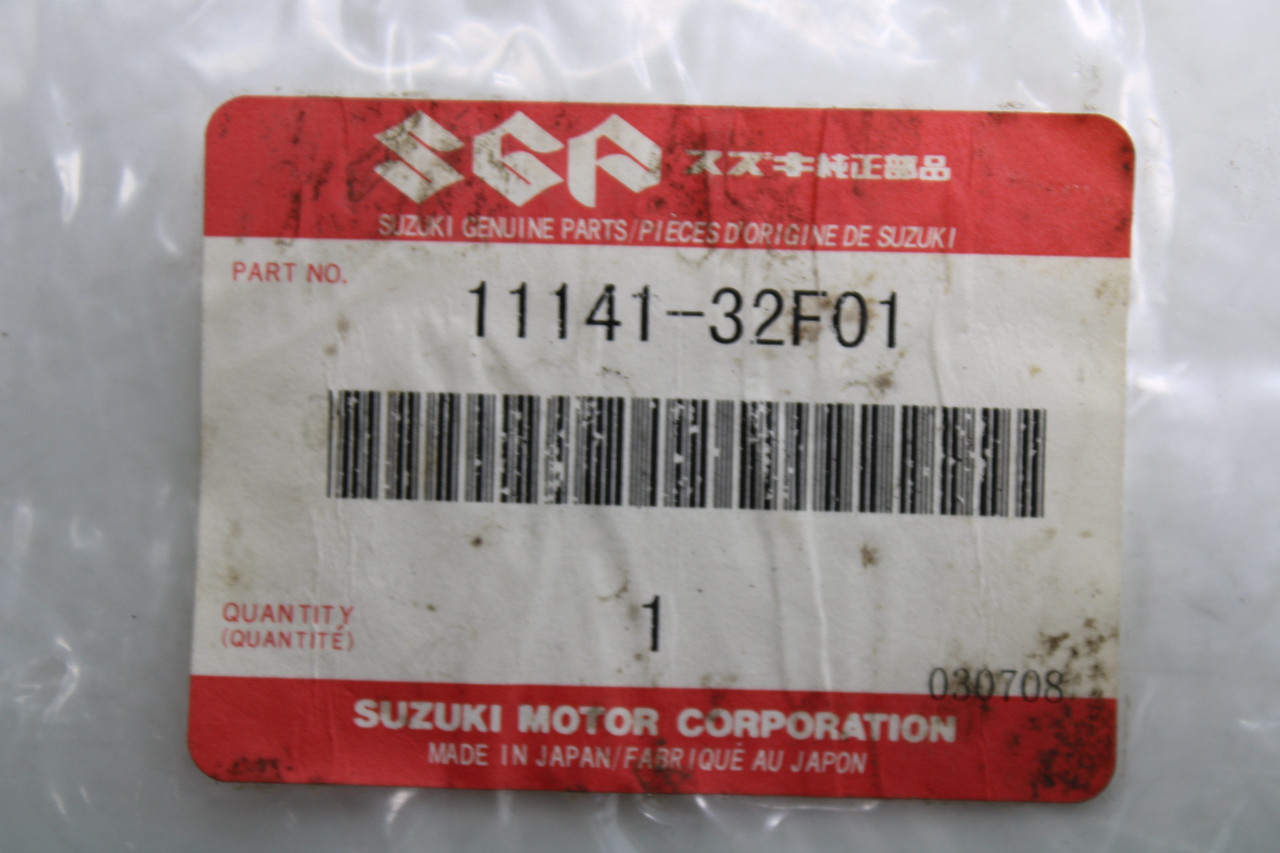 SGP スズキ純正部品
SUZUKI GENUINE PARTS/PIÈCES D'ORIGINE DE SUZUKI
PART NO.
11141-32F01
QUANTITY
(QUANTITÉ)
1
030708
SUZUKI MOTOR CORPORATION
MADE IN JAPAN/FABRIQUÉ AU JAPON